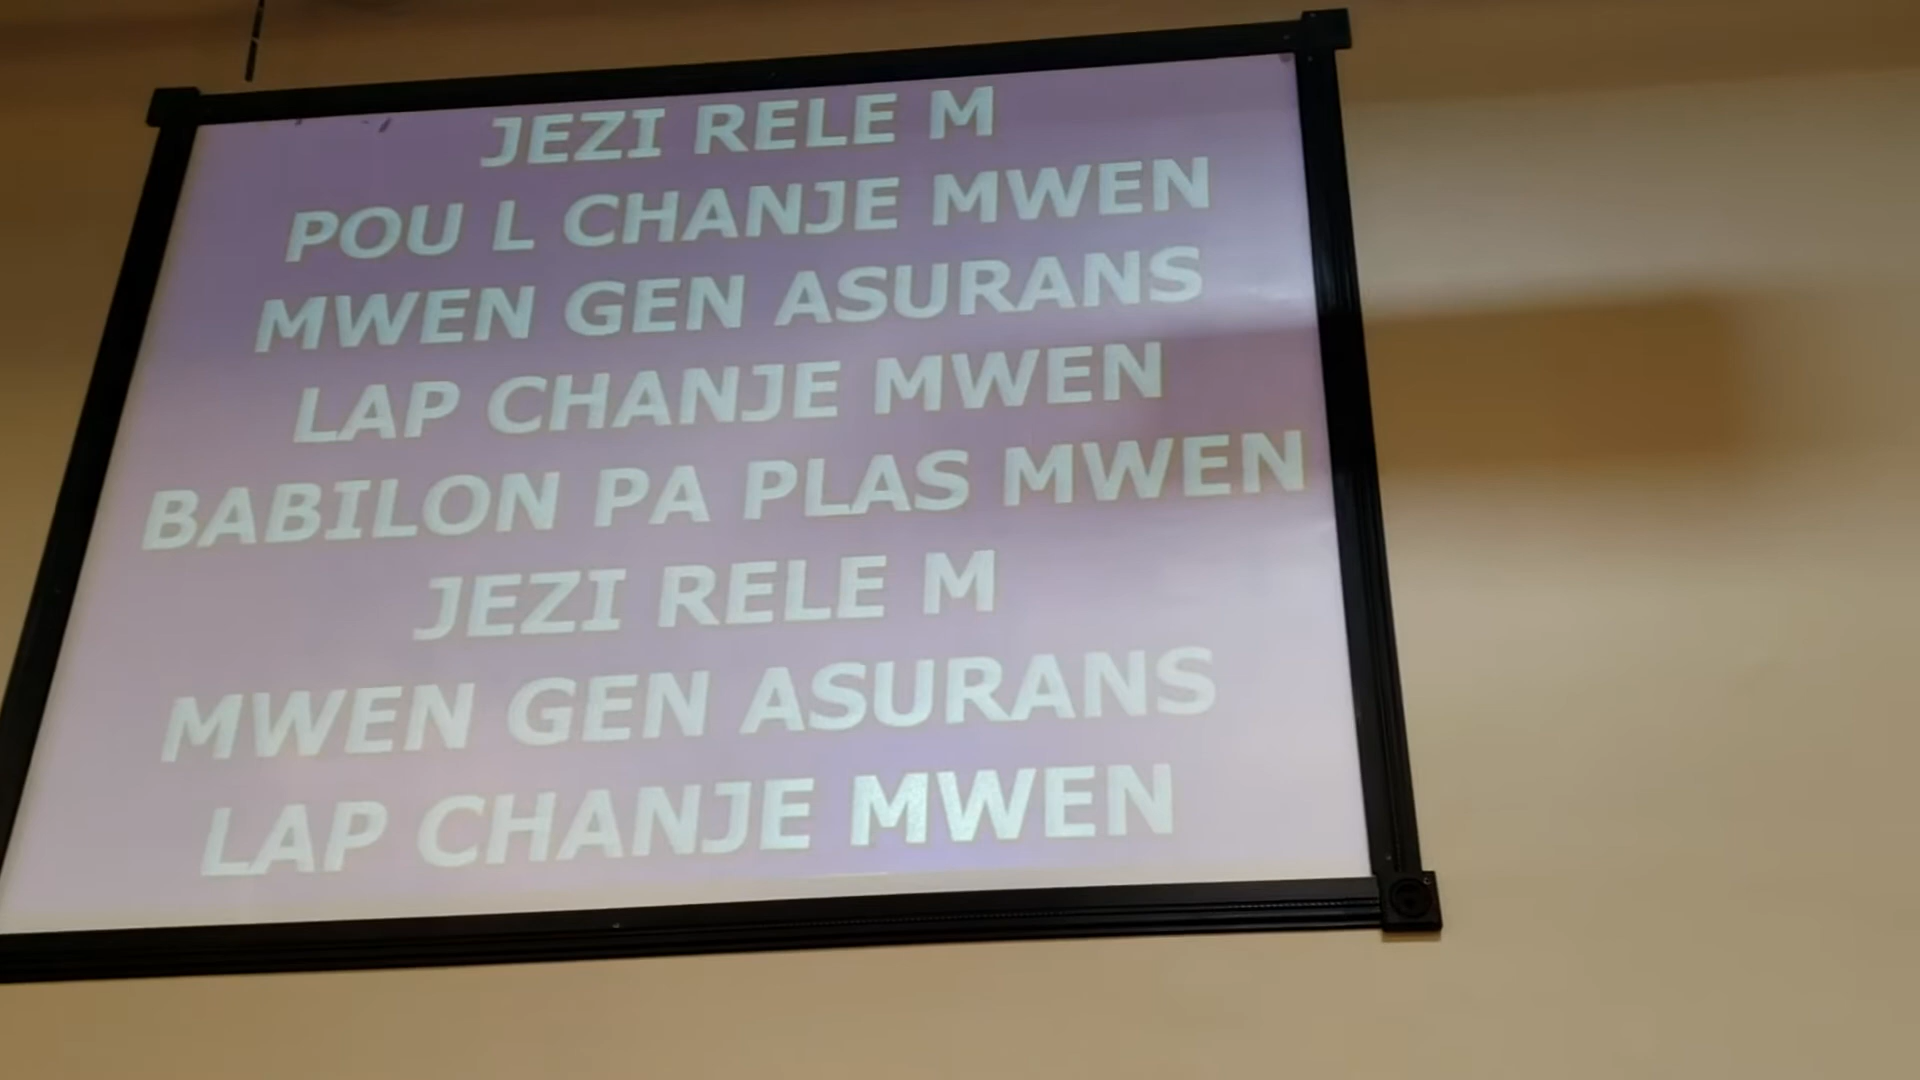 JEZI RELE M
POU L CHANJE MWEN
MWEN GEN ASURANS
LAP CHANJE MWEN
BABILON PA PLAS MWEN
JEZI RELE M
MWEN GEN ASURANS
LAP CHANJE MWEN